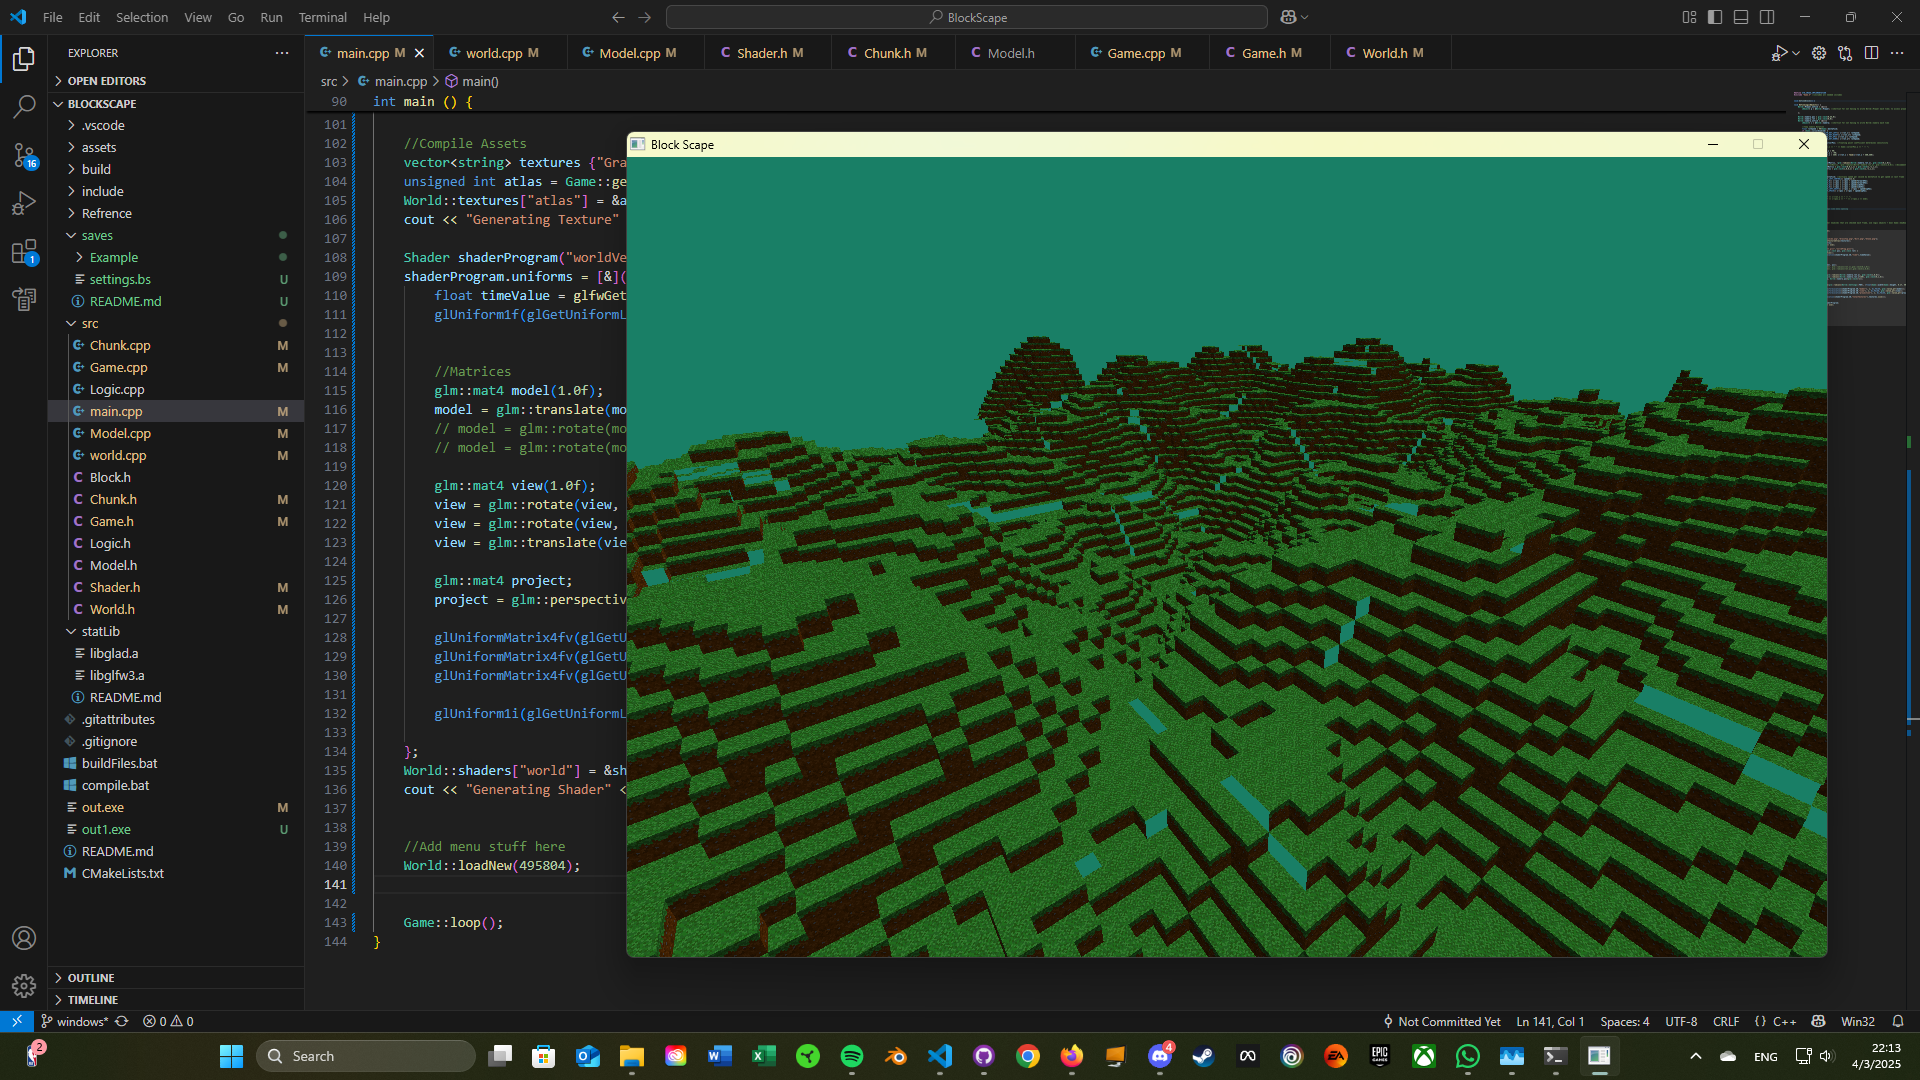 File Edit Selection View Go Run Terminal Help
BlockScape
EXPLORER
OPEN EDITORS
BLOCKSCAPE
.vscode
assets
build
include
Refrence
saves
Example
settings.bs U
README.md U
src
Chunk.cpp M
Game.cpp M
Logic.cpp
main.cpp M
Model.cpp M
world.cpp M
Block.h
Chunk.h M
Game.h M
Logic.h
Model.h
Shader.h M
World.h M
statLib
libglad.a
libglfw3.a
README.md
.gitattributes
.gitignore
buildFiles.bat
compile.bat
out.exe M
out1.exe U
README.md
CMakeLists.txt
OUTLINE
TIMELINE
16
1
main.cpp M world.cpp M Model.cpp M Shader.h M Chunk.h M Model.h Game.cpp M Game.h M World.h M
src main.cpp main()
90 int main () {
101
102 //Compile Assets
103 vector<string> textures {"Gra
104 unsigned int atlas = Game::ge
105 World::textures["atlas"] = &a
106 cout << "Generating Texture"
107
108 Shader shaderProgram("worldVe
109 shaderProgram.uniforms = [&](
110 float timeValue = glfwGet
111 glUniform1f(glGetUniformL
112
113
114 //Matrices
115 glm::mat4 model(1.0f);
116 model = glm::translate(mo
117 // model = glm::rotate(mo
118 // model = glm::rotate(mo
119
120 glm::mat4 view(1.0f);
121 view = glm::rotate(view,
122 view = glm::rotate(view,
123 view = glm::translate(vie
124
125 glm::mat4 project;
126 project = glm::perspectiv
127
128 glUniformMatrix4fv(glGetU
129 glUniformMatrix4fv(glGetU
130 glUniformMatrix4fv(glGetU
131
132 glUniform1i(glGetUniformL
133
134 };
135 World::shaders["world"] = &sh
136 cout << "Generating Shader" <
137
138
139 //Add menu stuff here
140 World::loadNew(495804);
141
142
143 Game::loop();
144 }
Block Scape
windows* 0 0
Not Committed Yet Ln 141, Col 1 Spaces: 4 UTF-8 CRLF {} C++ Win32
2
Search
4
EPIC GAMES
ENG
22:13
4/3/2025